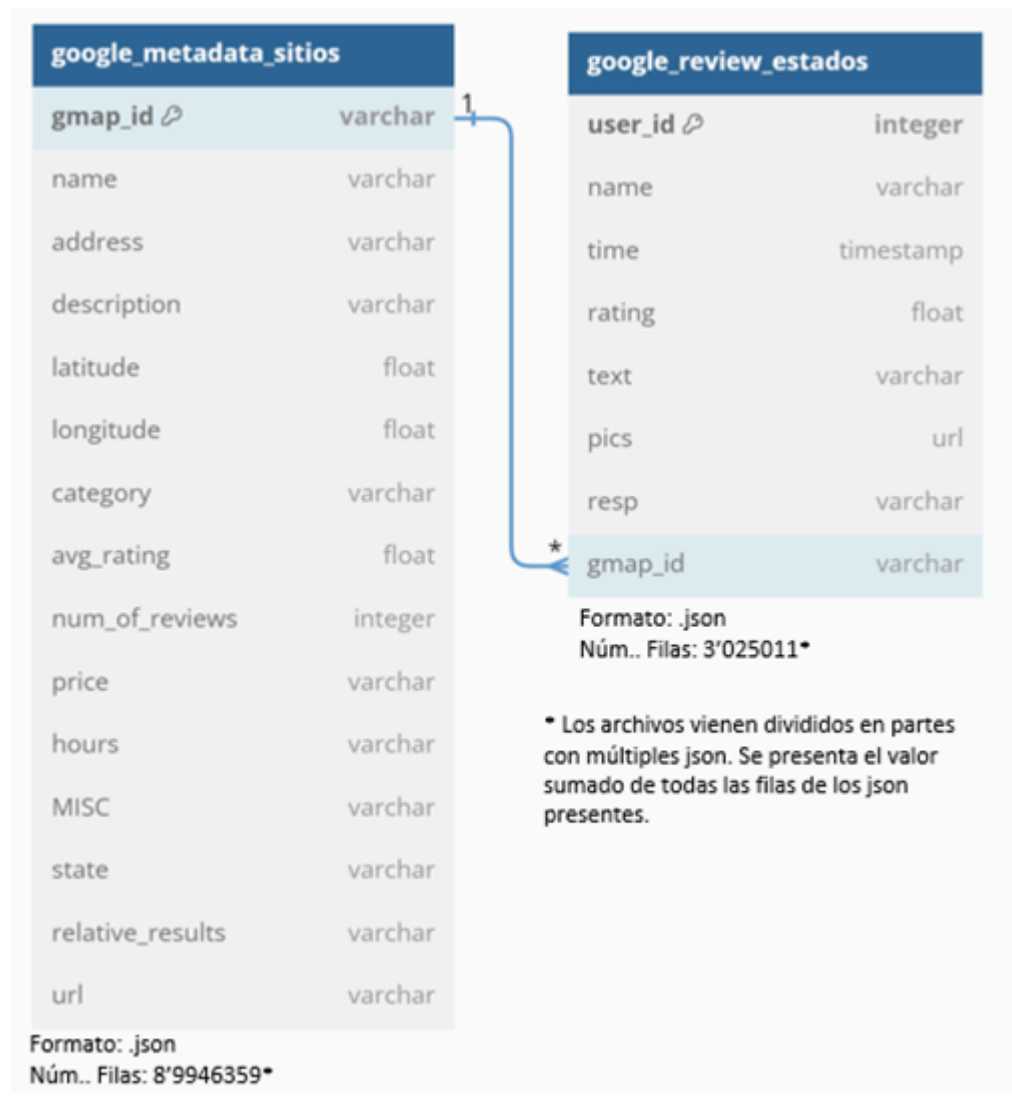 google_metadata_sitios
gmap_id varchar
name varchar
address varchar
description varchar
latitude float
longitude float
category varchar
avg_rating float
num_of_reviews integer
price varchar
hours varchar
MISC varchar
state varchar
relative_results varchar
url varchar
Formato: .json
Núm.. Filas: 8’9946359*
1
*
google_review_estados
user_id integer
name varchar
time timestamp
rating float
text varchar
pics url
resp varchar
gmap_id varchar
Formato: .json
Núm.. Filas: 3’025011*
* Los archivos vienen divididos en partes
con múltiples json. Se presenta el valor
sumado de todas las filas de los json
presentes.